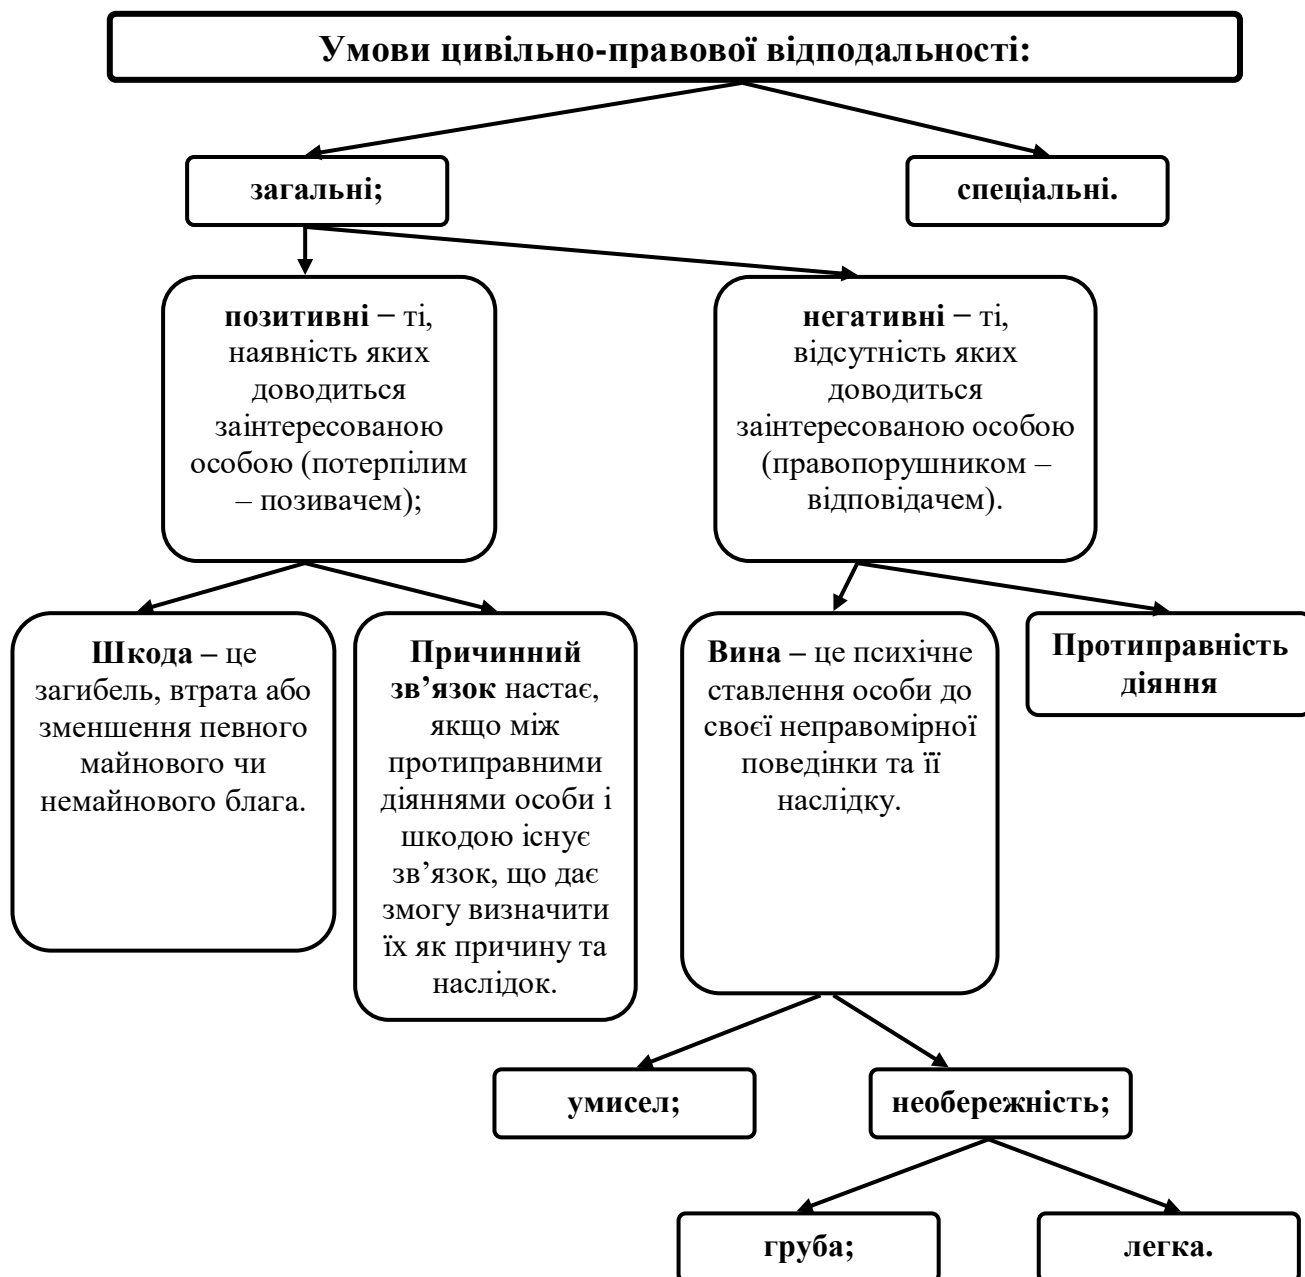 Умови цивільно-правової відподальності:
загальні;
спеціальні.
позитивні – ті,
наявність яких
доводиться
заінтересованою
особою (потерпілим
– позивачем);
негативні – ті,
відсутність яких
доводиться
заінтересованою особою
(правопорушником –
відповідачем).
Шкода – це
загибель, втрата або
зменшення певного
майнового чи
немайнового блага.
Причинний
зв’язок настає,
якщо між
протиправними
діяннями особи і
шкодою існує
зв’язок, що дає
змогу визначити
їх як причину та
наслідок.
Вина – це психічне
ставлення особи до
своєї неправомірної
поведінки та її
наслідку.
Протиправність
діяння
умисел;
необережність;
груба;
легка.